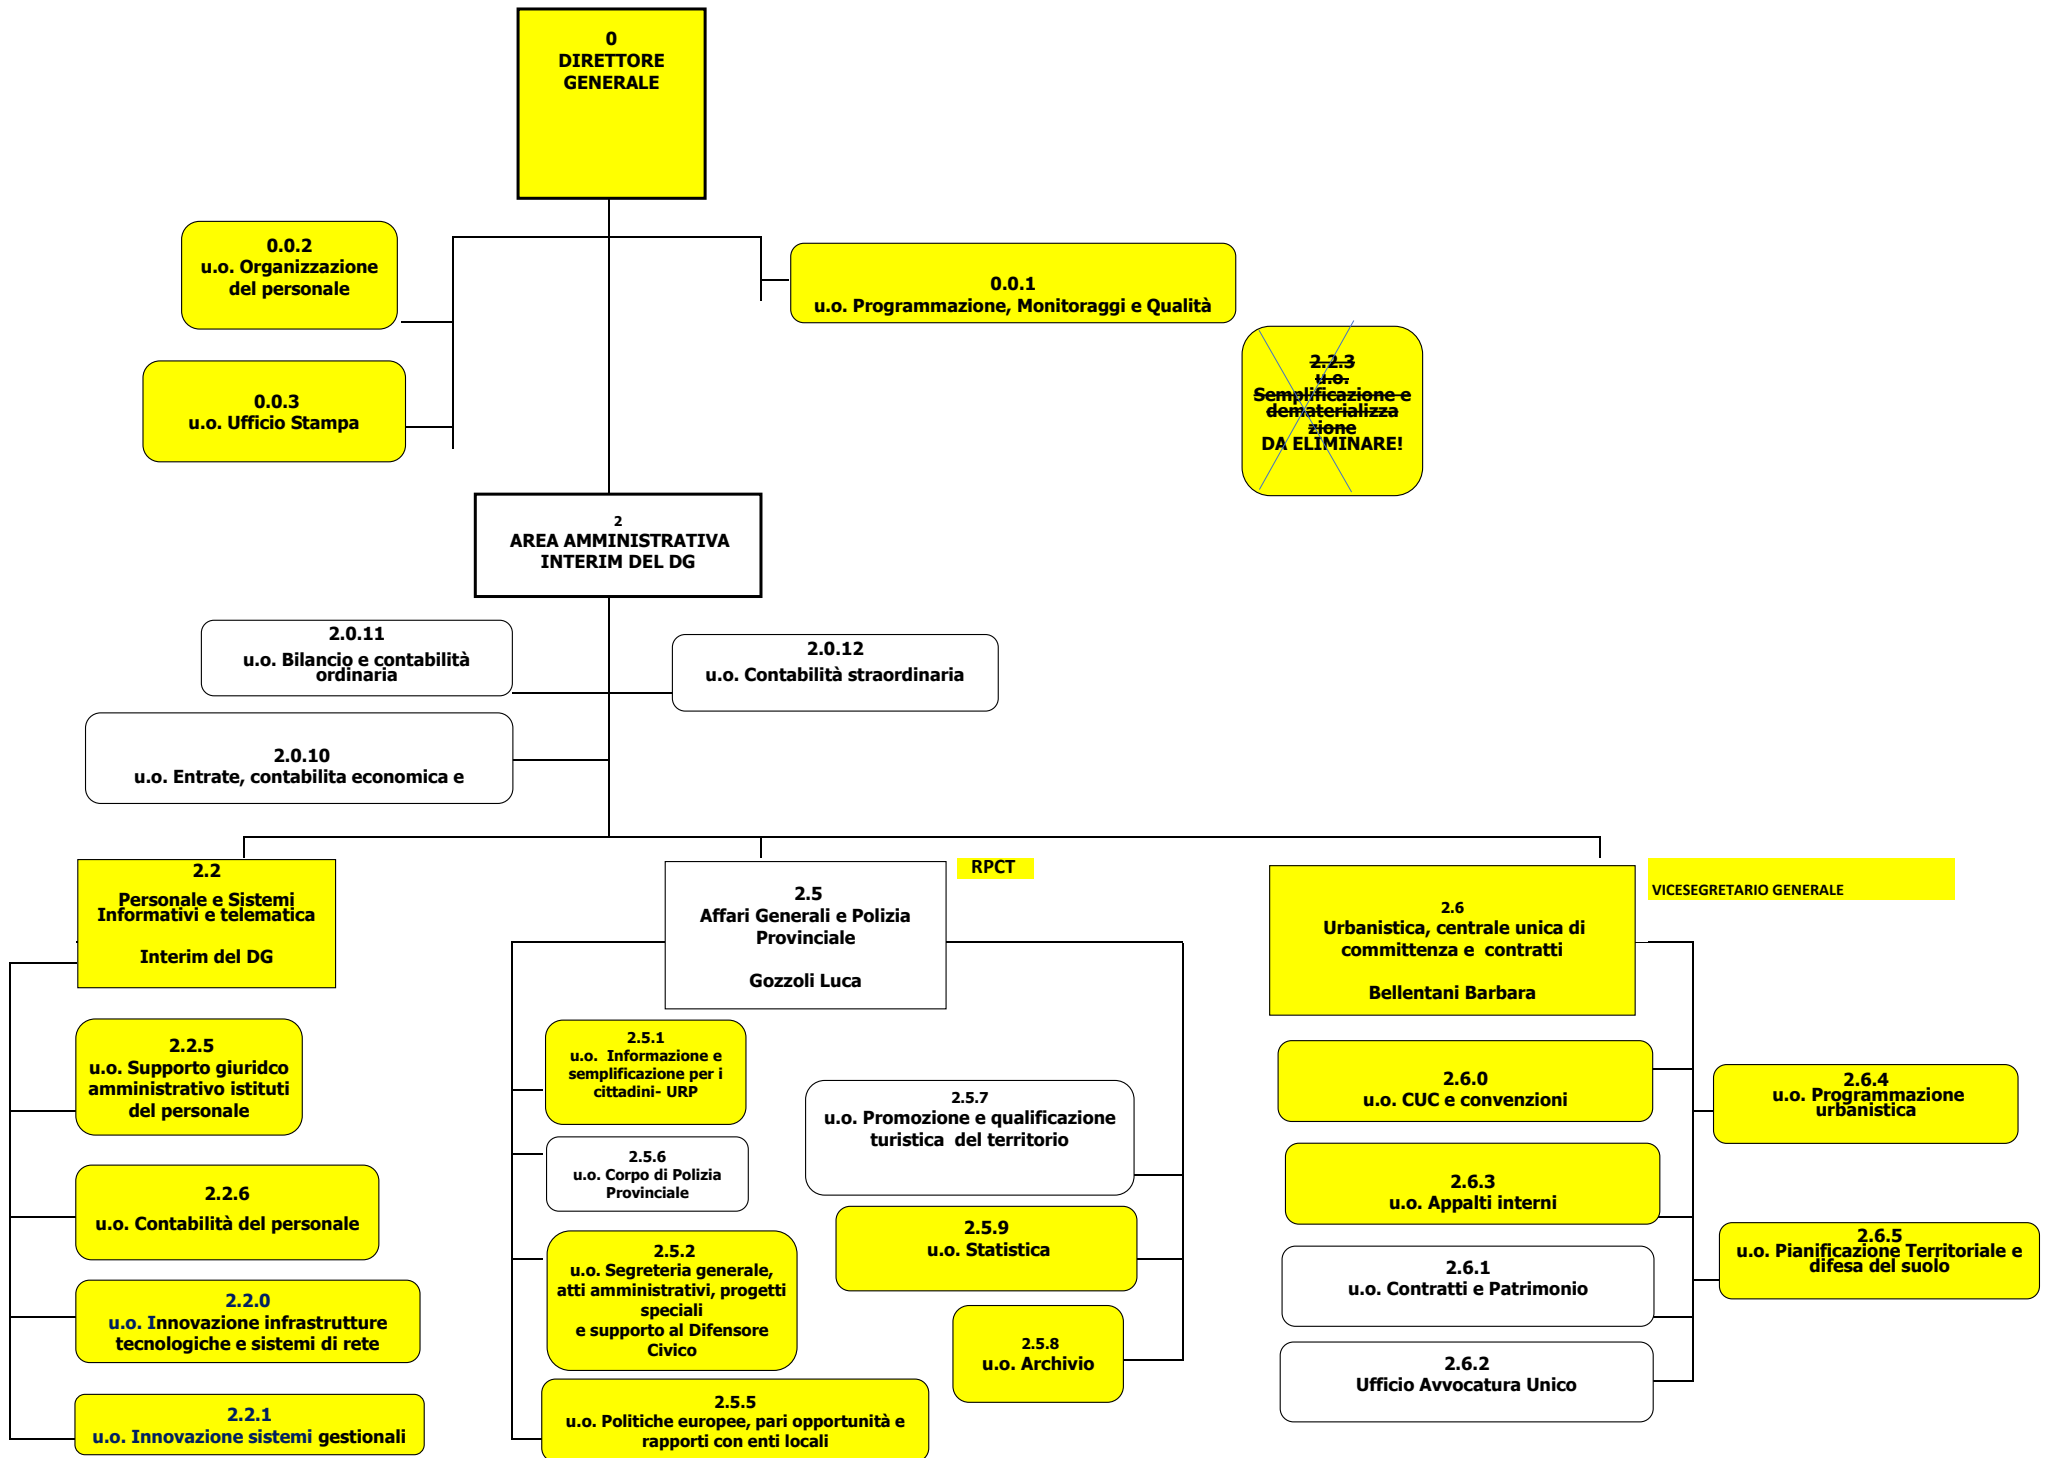 0
DIRETTORE
GENERALE
0.0.2
u.o. Organizzazione
del personale
0.0.1
u.o. Programmazione, Monitoraggi e Qualità
0.0.3
u.o. Ufficio Stampa
2.2.3
u.o.
Semplificazione e
dematerializza
zione
DA ELIMINARE!
2
AREA AMMINISTRATIVA
INTERIM DEL DG
2.0.11
u.o. Bilancio e contabilità
ordinaria
2.0.12
u.o. Contabilità straordinaria
2.0.10
u.o. Entrate, contabilita economica e
2.2
Personale e Sistemi
Informativi e telematica
Interim del DG
2.5
Affari Generali e Polizia
Provinciale
Gozzoli Luca
RPCT
2.6
Urbanistica, centrale unica di
committenza e  contratti
Bellentani Barbara
VICESEGRETARIO GENERALE
2.2.5
u.o. Supporto giuridco
amministrativo istituti
del personale
2.2.6
u.o. Contabilità del personale
2.2.0
u.o. Innovazione infrastrutture
tecnologiche e sistemi di rete
2.2.1
u.o. Innovazione sistemi gestionali
2.5.1
u.o.  Informazione e
semplificazione per i
cittadini- URP
2.5.6
u.o. Corpo di Polizia
Provinciale
2.5.2
u.o. Segreteria generale,
atti amministrativi, progetti
speciali
e supporto al Difensore
Civico
2.5.5
u.o. Politiche europee, pari opportunità e
rapporti con enti locali
2.5.7
u.o. Promozione e qualificazione
turistica  del territorio
2.5.9
u.o. Statistica
2.5.8
u.o. Archivio
2.6.0
u.o. CUC e convenzioni
2.6.3
u.o. Appalti interni
2.6.1
u.o. Contratti e Patrimonio
2.6.2
Ufficio Avvocatura Unico
2.6.4
u.o. Programmazione
urbanistica
2.6.5
u.o. Pianificazione Territoriale e
difesa del suolo